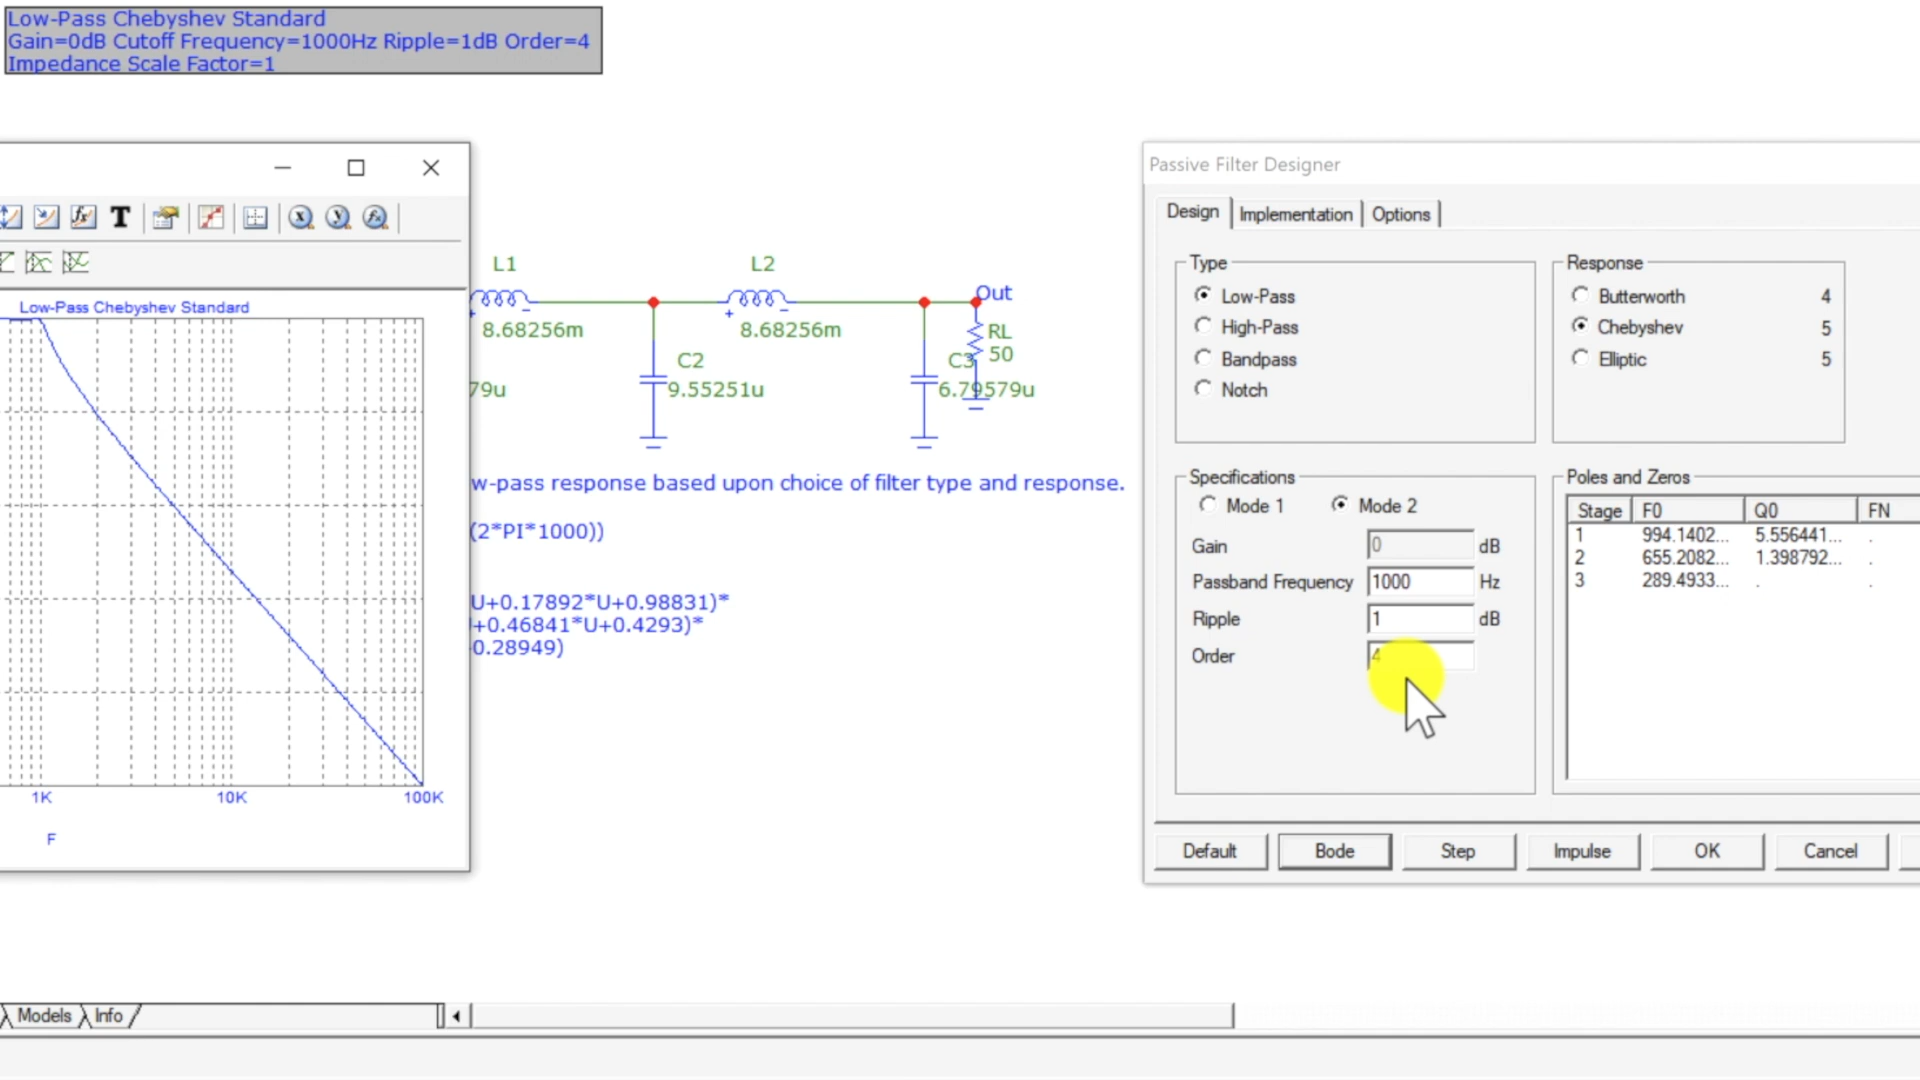 Low-Pass Chebyshev Standard
Gain=0dB Cutoff Frequency=1000Hz Ripple=1dB Order=4
Impedance Scale Factor=1
T
Low-Pass Chebyshev Standard
1K 10K 100K
F
L1
8.68256m
L2
8.68256m
Out
RL
50
C2
9.55251u
C3
6.79579u
79u
w-pass response based upon choice of filter type and response.
(2*PI*1000))
U+0.17892*U+0.98831)*
+0.46841*U+0.4293)*
0.28949)
Passive Filter Designer
Design Implementation Options
Type
Low-Pass
High-Pass
Bandpass
Notch
Response
Butterworth 4
Chebyshev 5
Elliptic 5
Specifications
Mode 1 Mode 2
Gain 0 dB
Passband Frequency 1000 Hz
Ripple 1 dB
Order 4
Poles and Zeros
Stage F0 Q0 FN
1 994.1402... 5.556441... .
2 655.2082... 1.398792... .
3 289.4933... . .
Default Bode Step Impulse OK Cancel
Models Info